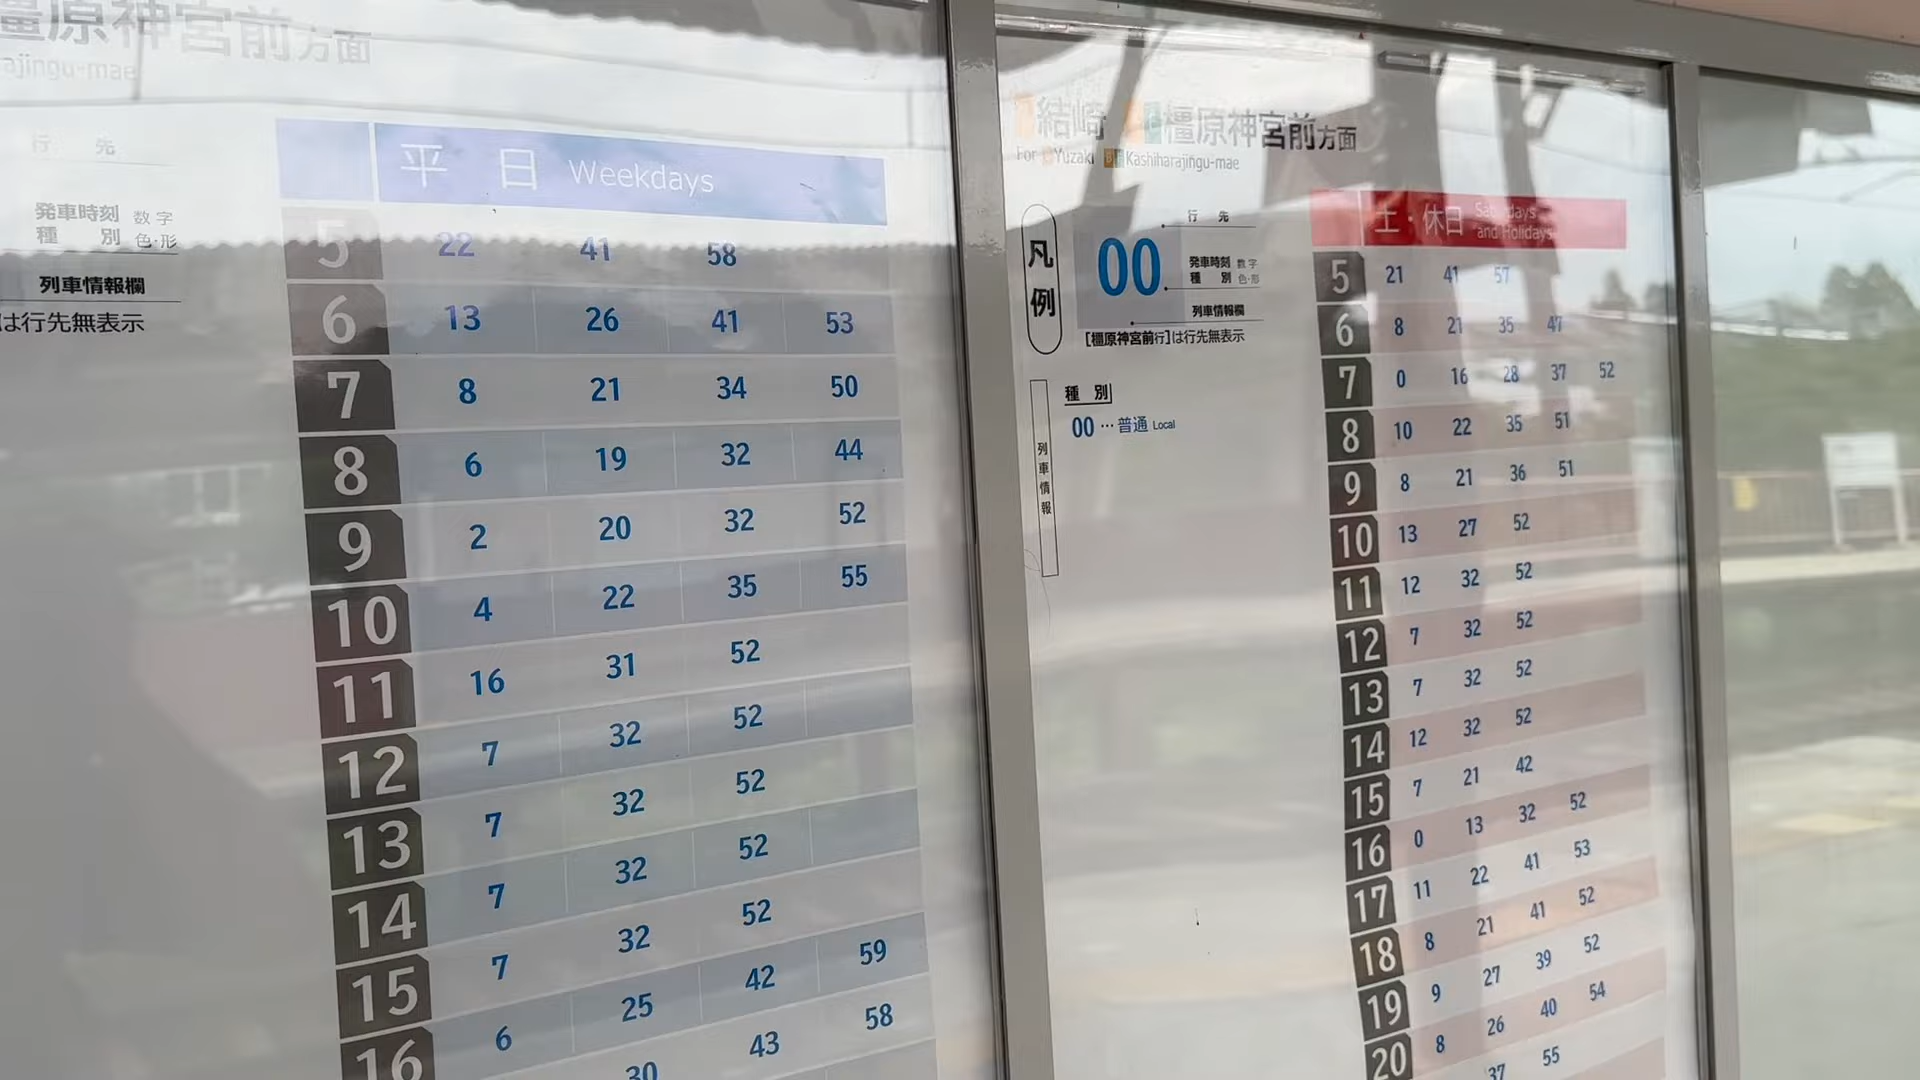 橿原神宮前方面
ajingu-mae
行 先
発車時刻 数字
種 別 色・形
列車情報欄
は行先無表示
平 日 Weekdays
5 22 41 58
6 13 26 41 53
7 8 21 34 50
8 6 19 32 44
9 2 20 32 52
10 4 22 35 55
11 16 31 52
12 7 32 52
13 7 32 52
14 7 32 52
15 7 32 52
16 6 25 42 59
30 43 58
結崎 橿原神宮前方面
For Yuzaki Kashiharajingu-mae
凡例
行 先
00 発車時刻 数字
種 別 色・形
列車情報欄
[橿原神宮前行]は行先無表示
列車情報
種 別
00 … 普通 Local
土・休日 Saturdays
and Holidays
5 21 41 57
6 8 21 35 47
7 0 16 28 37 52
8 10 22 35 51
9 8 21 36 51
10 13 27 52
11 12 32 52
12 7 32 52
13 7 32 52
14 12 32 52
15 7 21 42
16 0 13 32 52
17 11 22 41 53
18 8 21 41 52
19 9 27 39 52
20 8 26 40 54
37 55